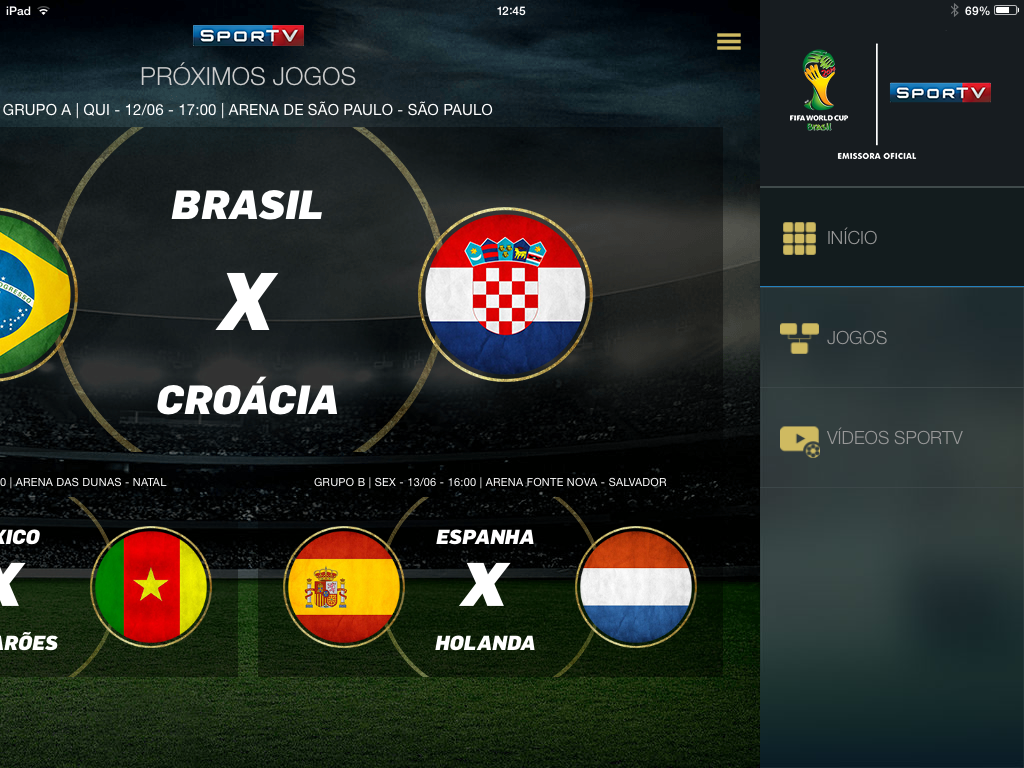 iPad
12:45
69%
SPORTV
PRÓXIMOS JOGOS
GRUPO A | QUI - 12/06 - 17:00 | ARENA DE SÃO PAULO - SÃO PAULO
BRASIL
X
CROÁCIA
0 | ARENA DAS DUNAS - NATAL
XICO
X
ARÕES
GRUPO B | SEX - 13/06 - 16:00 | ARENA FONTE NOVA - SALVADOR
ESPANHA
X
HOLANDA
FIFA WORLD CUP
Brasil
SPORTV
EMISSORA OFICIAL
INÍCIO
JOGOS
VÍDEOS SPORTV